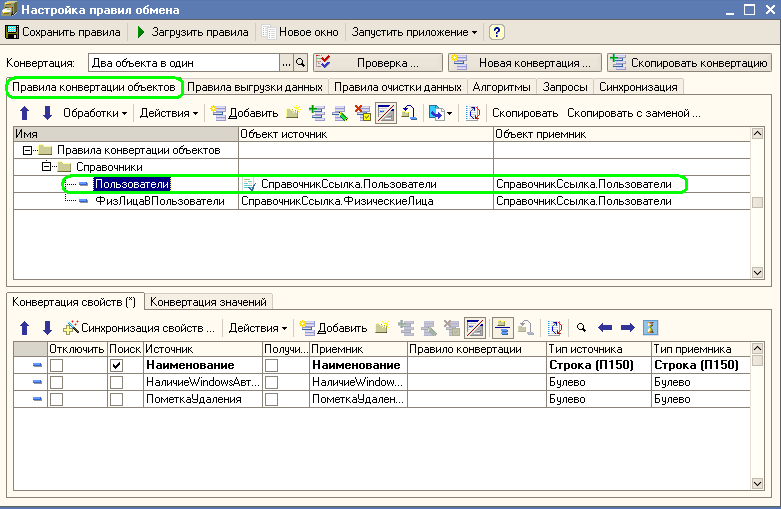 Настройка правил обмена
Сохранить правила Загрузить правила Новое окно Запустить приложение ?
Конвертация: Два объекта в один ... Проверка ... Новая конвертация ... Скопировать конвертацию
Правила конвертации объектов Правила выгрузки данных Правила очистки данных Алгоритмы Запросы Синхронизация
Обработки Действия Добавить Скопировать Скопировать с заменой ...
Имя Объект источник Объект приемник
Правила конвертации объектов
Справочники
Пользователи СправочникСсылка.Пользователи СправочникСсылка.Пользователи
ФизЛицаВПользователи СправочникСсылка.ФизическиеЛица СправочникСсылка.Пользователи
Конвертация свойств (*) Конвертация значений
Синхронизация свойств ... Действия Добавить
Отключить Поиск Источник Получи... Приемник Правило конвертации Тип источника Тип приемника
Наименование Наименование Строка (П150) Строка (П150)
НаличиеWindowsАвт... НаличиеWindow... Булево Булево
ПометкаУдаления ПометкаУдален... Булево Булево